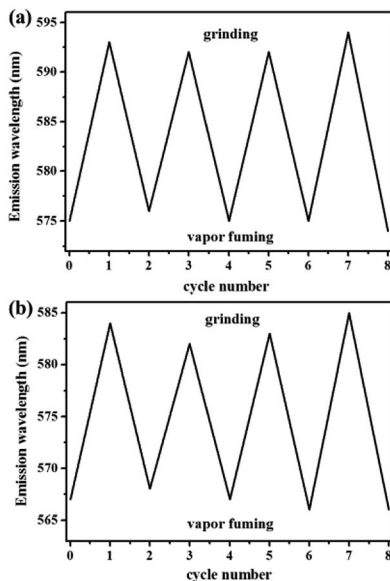 (a)
595
590
585
580
575
Emission wavelength (nm)
grinding
vapor fuming
0 1 2 3 4 5 6 7 8
cycle number
(b)
585
580
575
570
565
Emission wavelength (nm)
grinding
vapor fuming
0 1 2 3 4 5 6 7 8
cycle number